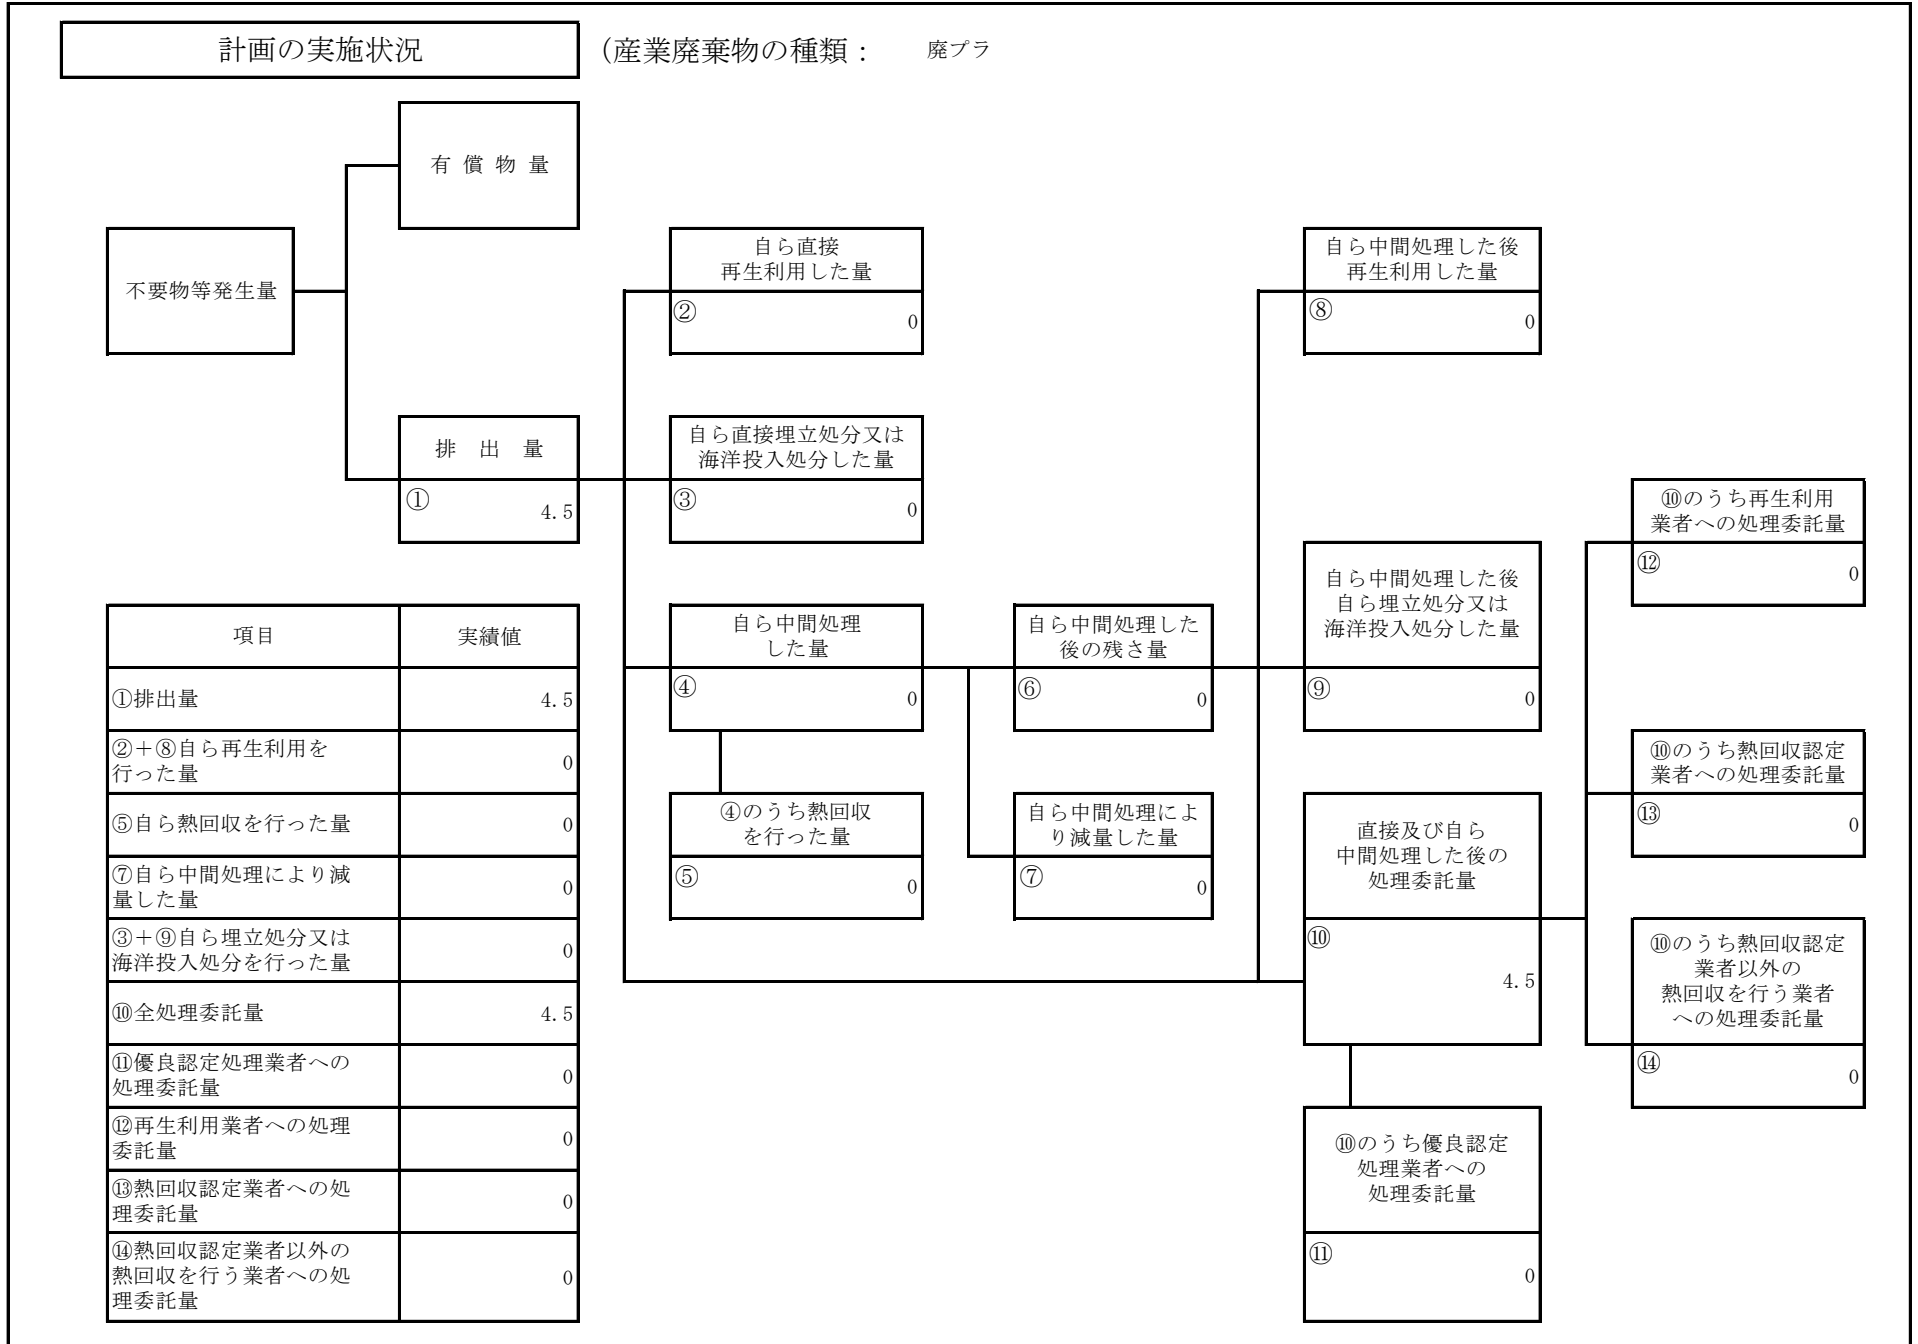 計画の実施状況
(産業廃棄物の種類： 廃プラ
有 償 物 量
不要物等発生量
自ら直接
再生利用した量
② 0
自ら中間処理した後
再生利用した量
⑧ 0
排 出 量
① 4.5
自ら直接埋立処分又は
海洋投入処分した量
③ 0
⑩のうち再生利用
業者への処理委託量
⑫ 0
自ら中間処理
した量
④ 0
自ら中間処理した
後の残さ量
⑥ 0
自ら中間処理した後
自ら埋立処分又は
海洋投入処分した量
⑨ 0
⑩のうち熱回収認定
業者への処理委託量
⑬ 0
④のうち熱回収
を行った量
⑤ 0
自ら中間処理によ
り減量した量
⑦ 0
直接及び自ら
中間処理した後の
処理委託量
⑩
4.5
⑩のうち熱回収認定
業者以外の
熱回収を行う業者
への処理委託量
⑭ 0
⑩のうち優良認定
処理業者への
処理委託量
⑪ 0
項目 実績値
①排出量 4.5
②＋⑧自ら再生利用を
行った量 0
⑤自ら熱回収を行った量 0
⑦自ら中間処理により減
量した量 0
③＋⑨自ら埋立処分又は
海洋投入処分を行った量 0
⑩全処理委託量 4.5
⑪優良認定処理業者への
処理委託量 0
⑫再生利用業者への処理
委託量 0
⑬熱回収認定業者への処
理委託量 0
⑭熱回収認定業者以外の
熱回収を行う業者への処 0
理委託量